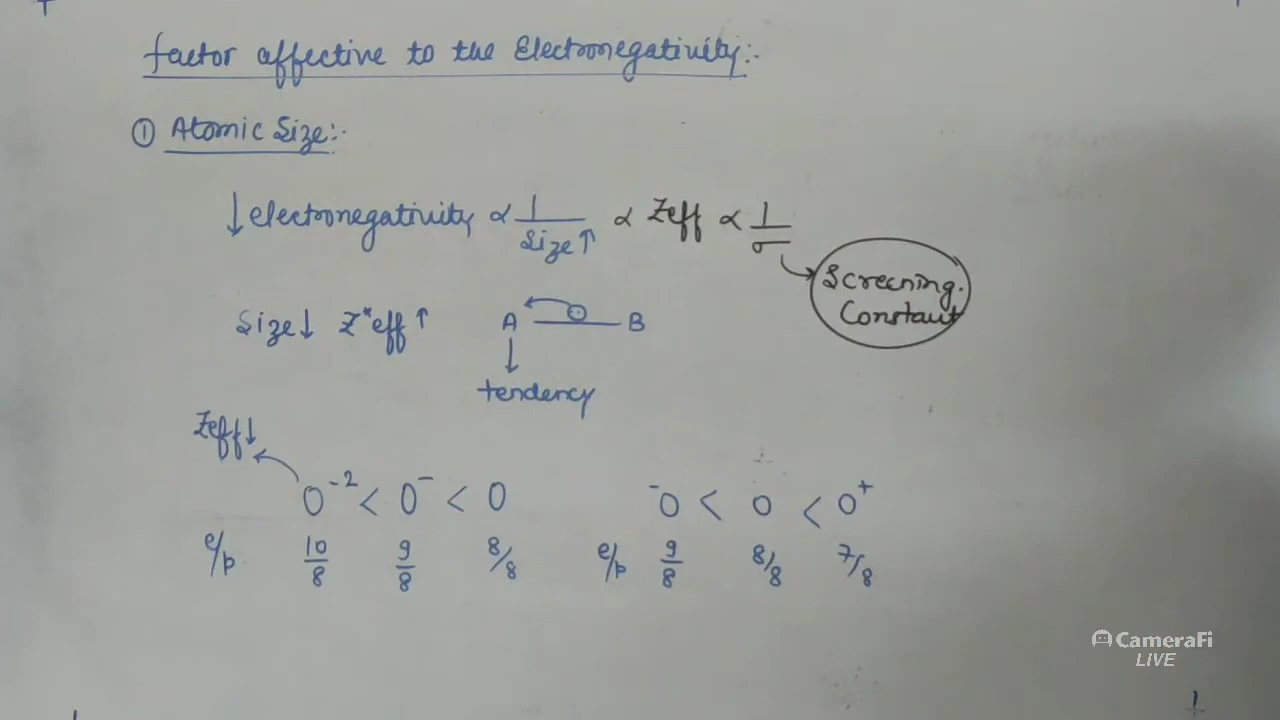 factor affective to the Electronegativity:-
① Atomic Size:-
↓ electronegativity ∝ 1/Size↑ ∝ Zeff ∝ 1/σ
Screening.
Constant
Size↓ Z*eff↑ A — B
tendency
Zeff↓
O⁻² < O⁻ < O ⁻O < O < O⁺
e/p 10/8 9/8 8/8 e/p 9/8 8/8 7/8
CameraFi
LIVE